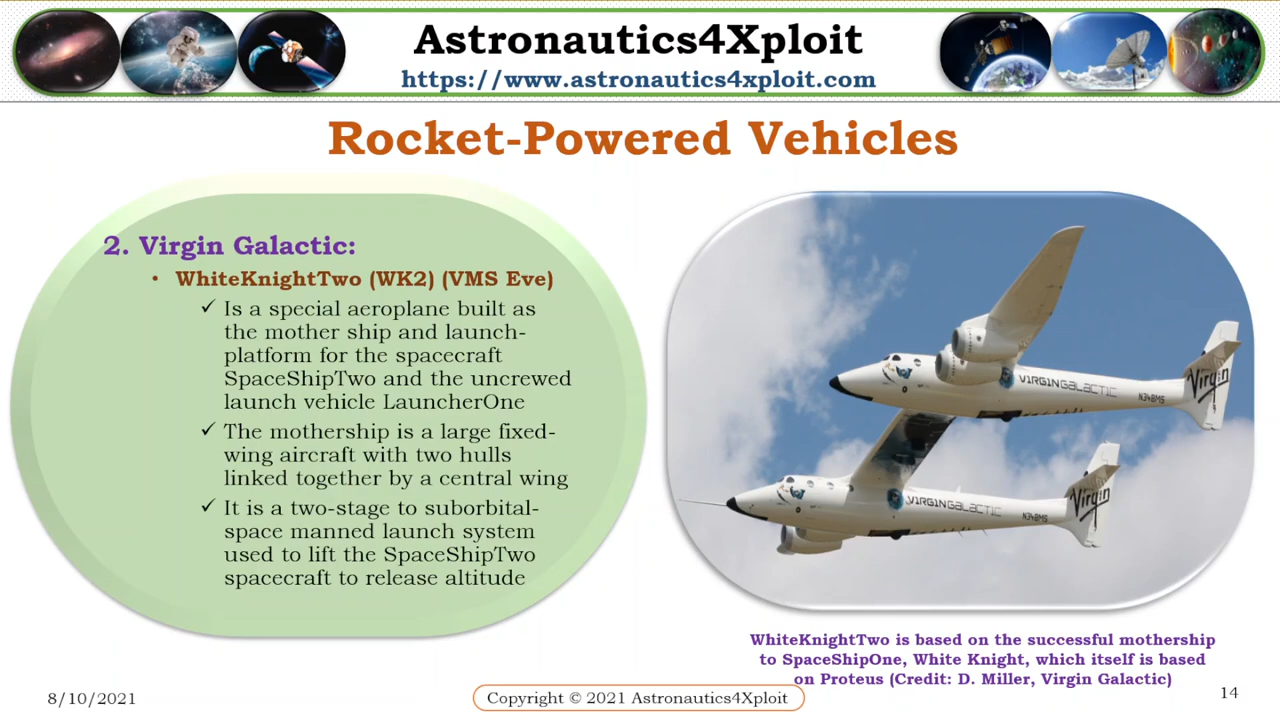 Astronautics4Xploit
https://www.astronautics4xploit.com
Rocket-Powered Vehicles
2. Virgin Galactic:
• WhiteKnightTwo (WK2) (VMS Eve)
✓ Is a special aeroplane built as
the mother ship and launch-
platform for the spacecraft
SpaceShipTwo and the uncrewed
launch vehicle LauncherOne
✓ The mothership is a large fixed-
wing aircraft with two hulls
linked together by a central wing
✓ It is a two-stage to suborbital-
space manned launch system
used to lift the SpaceShipTwo
spacecraft to release altitude
VIRGIN GALACTIC
N348MS
Virgin
VIRGIN GALACTIC
N348MS
Virgin
WhiteKnightTwo is based on the successful mothership
to SpaceShipOne, White Knight, which itself is based
on Proteus (Credit: D. Miller, Virgin Galactic)
8/10/2021
Copyright © 2021 Astronautics4Xploit
14